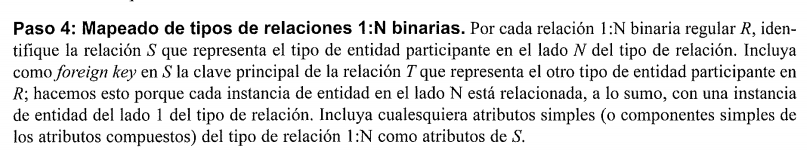 Paso 4: Mapeado de tipos de relaciones 1:N binarias. Por cada relación 1:N binaria regular R, iden-
tifique la relación S que representa el tipo de entidad participante en el lado N del tipo de relación. Incluya
como foreign key en S la clave principal de la relación T que representa el otro tipo de entidad participante en
R; hacemos esto porque cada instancia de entidad en el lado N está relacionada, a lo sumo, con una instancia
de entidad del lado 1 del tipo de relación. Incluya cualesquiera atributos simples (o componentes simples de
los atributos compuestos) del tipo de relación 1:N como atributos de S.